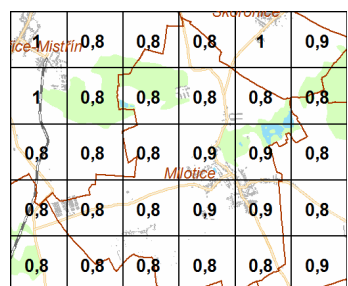 Skoronice
1 0,8 0,8 0,8 1 0,9
ice-Mistřín
1 0,8 0,8 0,8 0,8 0,8
0,8 0,8 0,8 0,9 0,9 0,8
Milotice
0,8 0,8 0,8 0,9 0,9 0,8
0,8 0,8 0,8 0,8 0,8 0,9